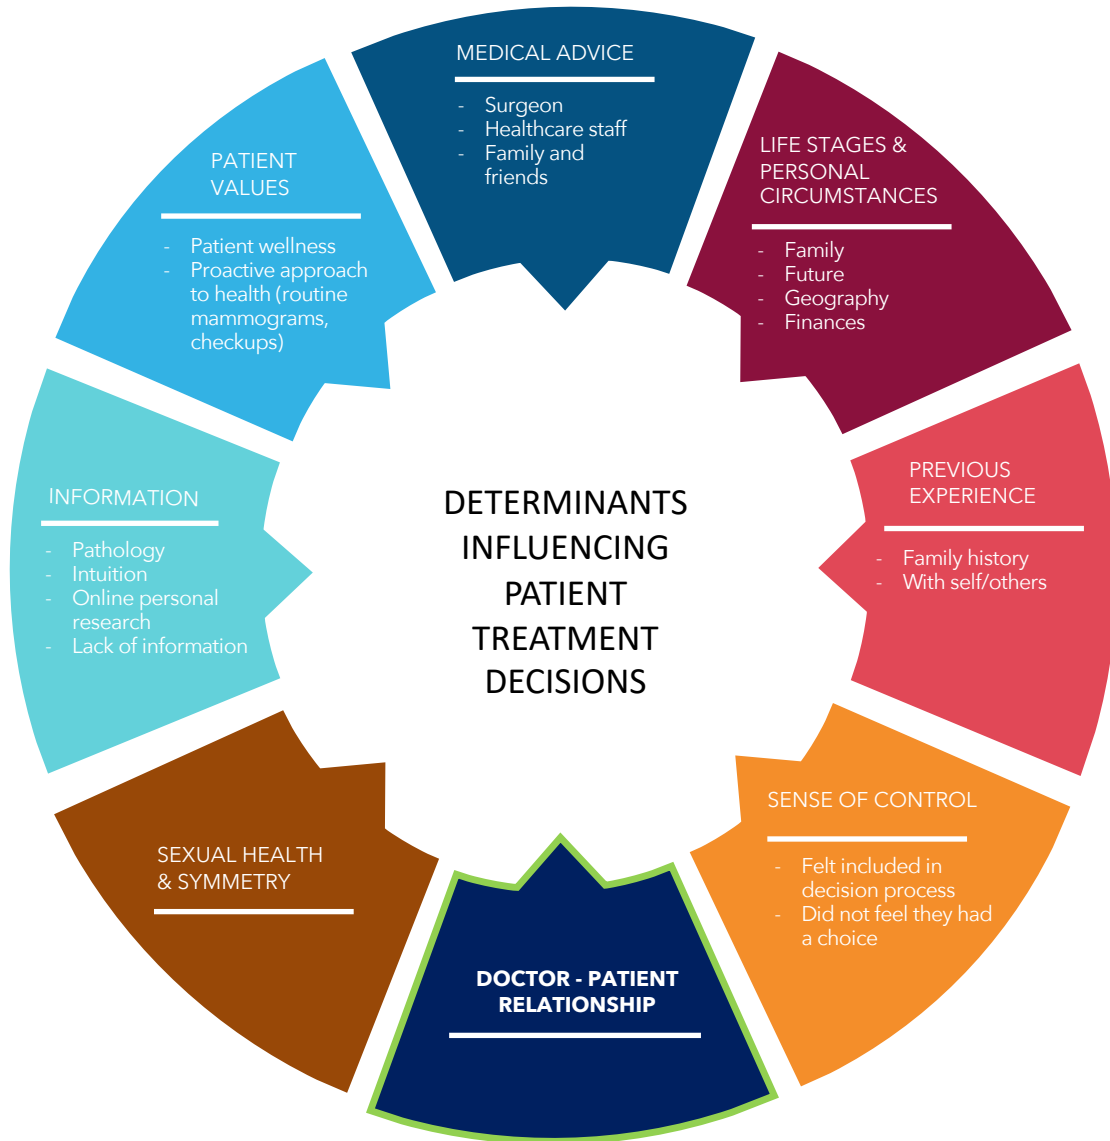 MEDICAL ADVICE
- Surgeon
- Healthcare staff
- Family and
friends
LIFE STAGES &
PERSONAL
CIRCUMSTANCES
- Family
- Future
- Geography
- Finances
PREVIOUS
EXPERIENCE
- Family history
- With self/others
SENSE OF CONTROL
- Felt included in
decision process
- Did not feel they had
a choice
DOCTOR - PATIENT
RELATIONSHIP
SEXUAL HEALTH
& SYMMETRY
INFORMATION
- Pathology
- Intuition
- Online personal
research
- Lack of information
PATIENT
VALUES
- Patient wellness
- Proactive approach
to health (routine
mammograms,
checkups)
DETERMINANTS
INFLUENCING
PATIENT
TREATMENT
DECISIONS